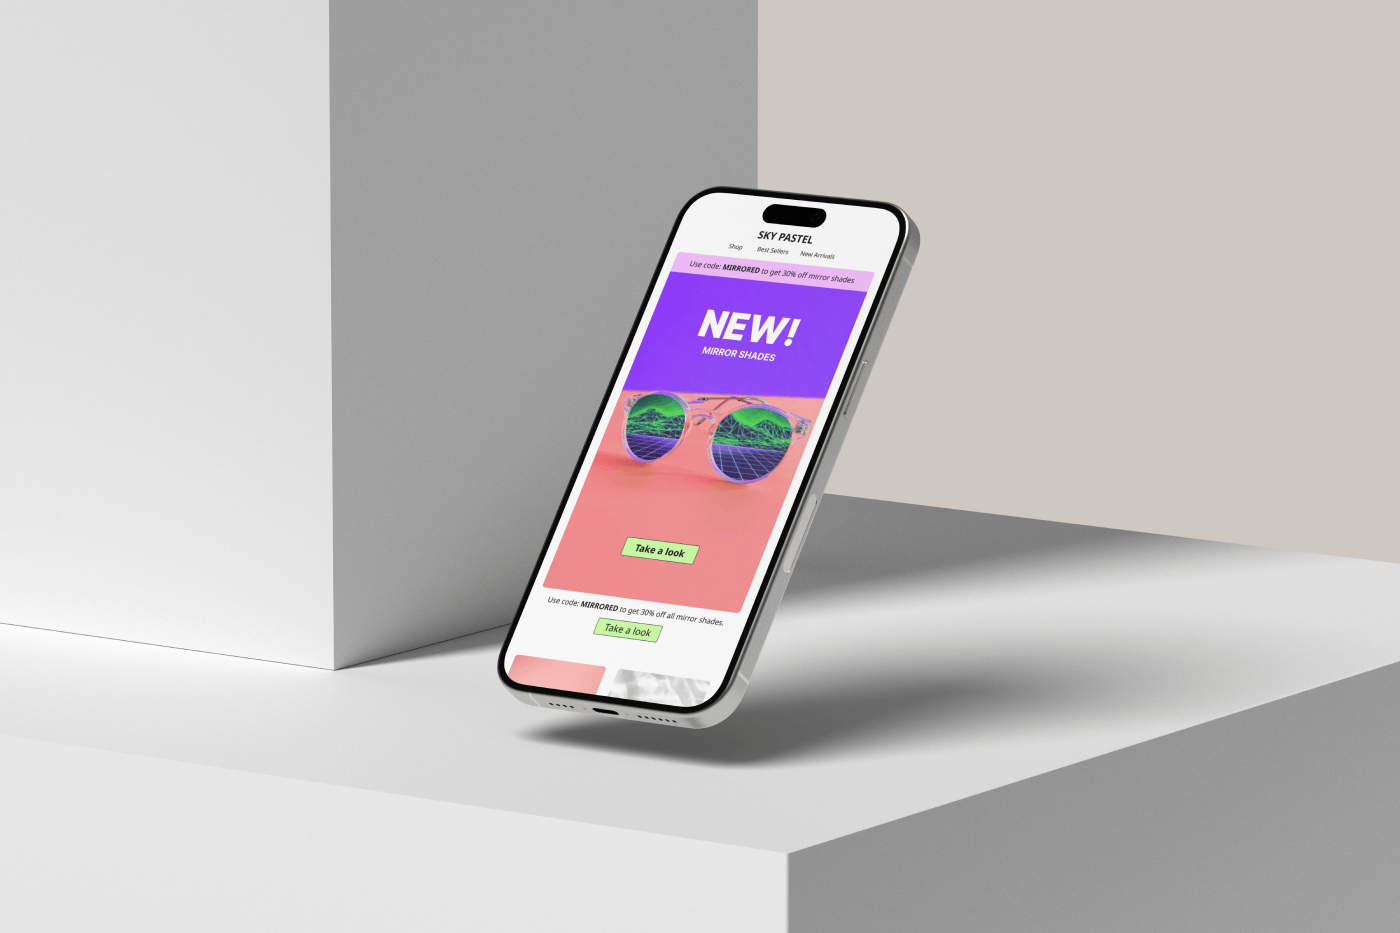 SKY PASTEL
Shop Best Sellers New Arrivals
Use code: MIRRORED to get 30% off mirror shades
NEW!
MIRROR SHADES
Take a look
Use code: MIRRORED to get 30% off all mirror shades.
Take a look